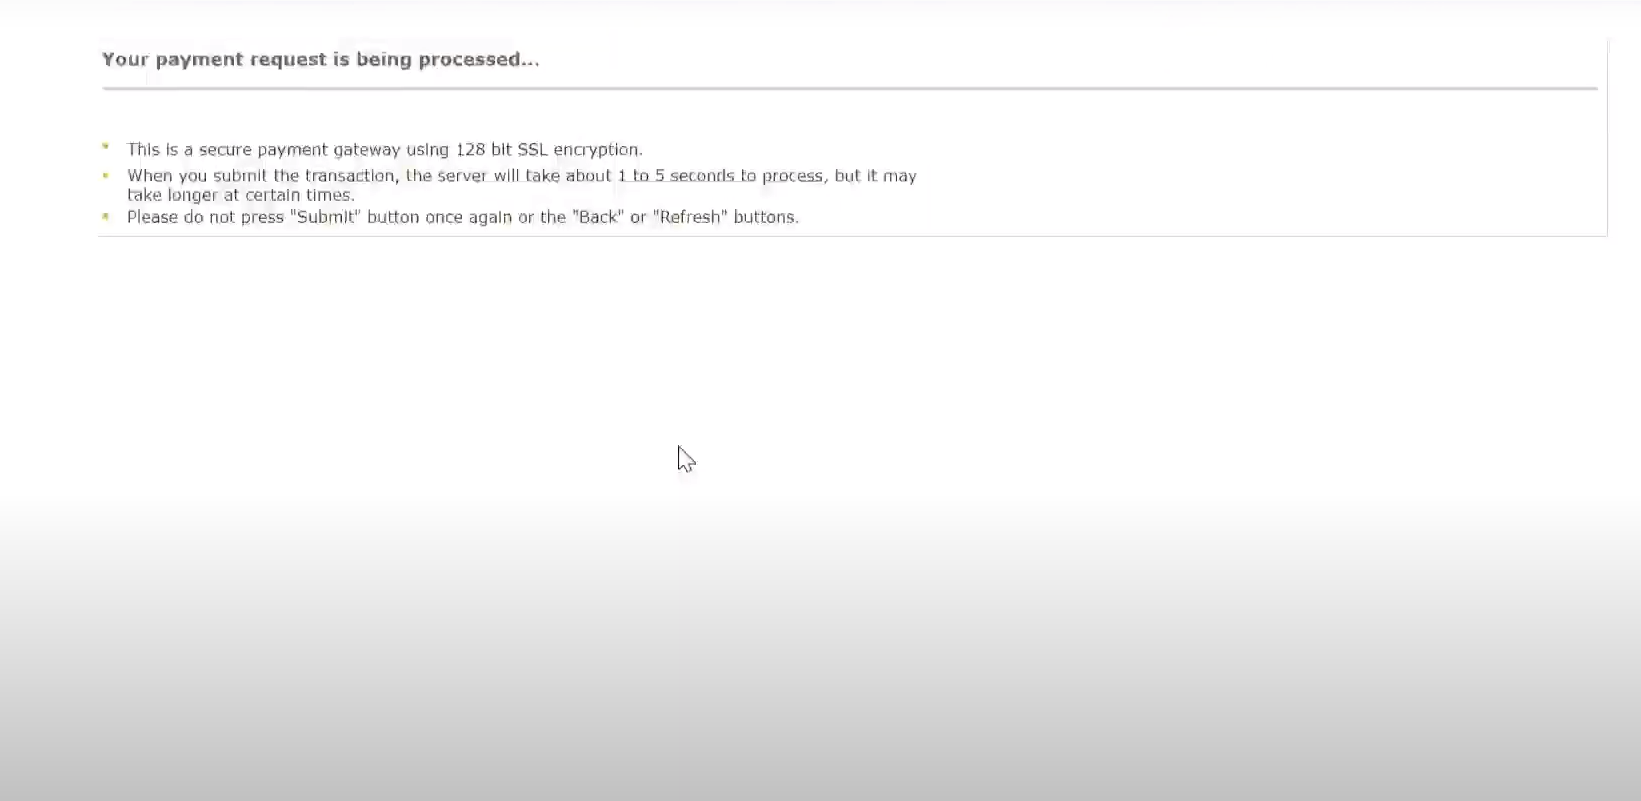 Your payment request is being processed...
This is a secure payment gateway using 128 bit SSL encryption.
When you submit the transaction, the server will take about 1 to 5 seconds to process, but it may
take longer at certain times.
Please do not press "Submit" button once again or the "Back" or "Refresh" buttons.